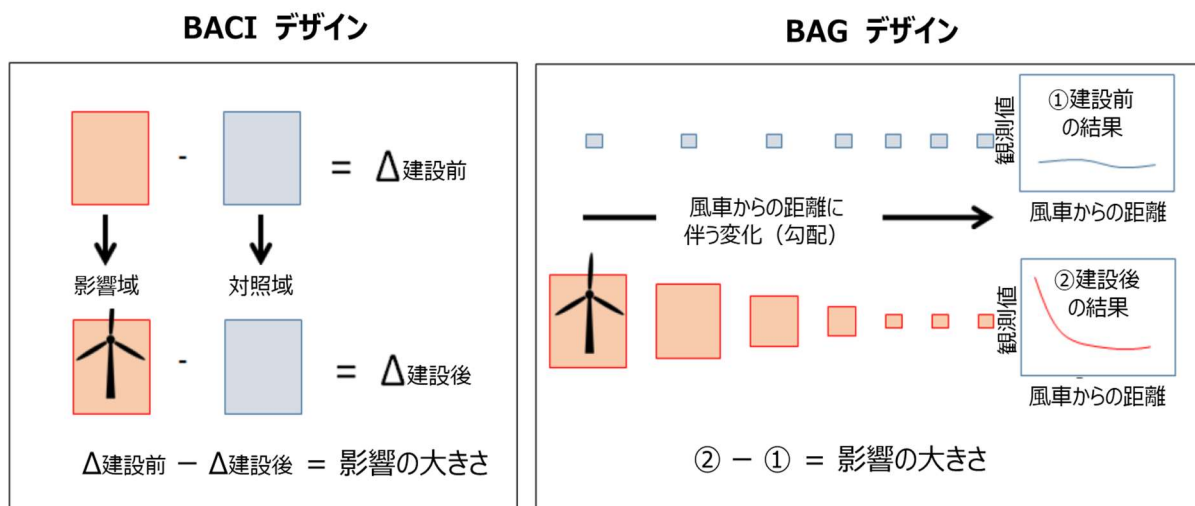 BACI デザイン
- = Δ建設前
影響域 対照域
- = Δ建設後
Δ建設前 − Δ建設後 = 影響の大きさ
BAG デザイン
観測値
①建設前
の結果
風車からの距離
風車からの距離に
伴う変化（勾配）
観測値
②建設後
の結果
風車からの距離
② − ① = 影響の大きさ